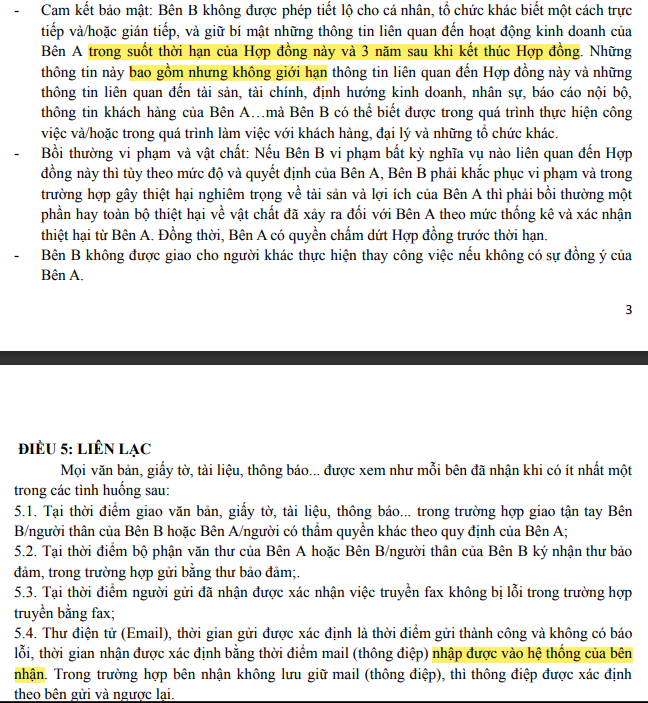 - Cam kết bảo mật: Bên B không được phép tiết lộ cho cá nhân, tổ chức khác biết một cách trực
tiếp và/hoặc gián tiếp, và giữ bí mật những thông tin liên quan đến hoạt động kinh doanh của
Bên A trong suốt thời hạn của Hợp đồng này và 3 năm sau khi kết thúc Hợp đồng. Những
thông tin này bao gồm nhưng không giới hạn thông tin liên quan đến Hợp đồng này và những
thông tin liên quan đến tài sản, tài chính, định hướng kinh doanh, nhân sự, báo cáo nội bộ,
thông tin khách hàng của Bên A…mà Bên B có thể biết được trong quá trình thực hiện công
việc và/hoặc trong quá trình làm việc với khách hàng, đại lý và những tổ chức khác.
- Bồi thường vi phạm và vật chất: Nếu Bên B vi phạm bất kỳ nghĩa vụ nào liên quan đến Hợp
đồng này thì tùy theo mức độ và quyết định của Bên A, Bên B phải khắc phục vi phạm và trong
trường hợp gây thiệt hại nghiêm trọng về tài sản và lợi ích của Bên A thì phải bồi thường một
phần hay toàn bộ thiệt hại về vật chất đã xảy ra đối với Bên A theo mức thống kê và xác nhận
thiệt hại từ Bên A. Đồng thời, Bên A có quyền chấm dứt Hợp đồng trước thời hạn.
- Bên B không được giao cho người khác thực hiện thay công việc nếu không có sự đồng ý của
Bên A.
3
ĐIỀU 5: LIÊN LẠC
Mọi văn bản, giấy tờ, tài liệu, thông báo... được xem như mỗi bên đã nhận khi có ít nhất một
trong các tình huống sau:
5.1. Tại thời điểm giao văn bản, giấy tờ, tài liệu, thông báo... trong trường hợp giao tận tay Bên
B/người thân của Bên B hoặc Bên A/người có thẩm quyền khác theo quy định của Bên A;
5.2. Tại thời điểm bộ phận văn thư của Bên A hoặc Bên B/người thân của Bên B ký nhận thư bảo
đảm, trong trường hợp gửi bằng thư bảo đảm;.
5.3. Tại thời điểm người gửi đã nhận được xác nhận việc truyền fax không bị lỗi trong trường hợp
truyền bằng fax;
5.4. Thư điện tử (Email), thời gian gửi được xác định là thời điểm gửi thành công và không có báo
lỗi, thời gian nhận được xác định bằng thời điểm mail (thông điệp) nhập được vào hệ thống của bên
nhận. Trong trường hợp bên nhận không lưu giữ mail (thông điệp), thì thông điệp được xác định
theo bên gửi và ngược lại.